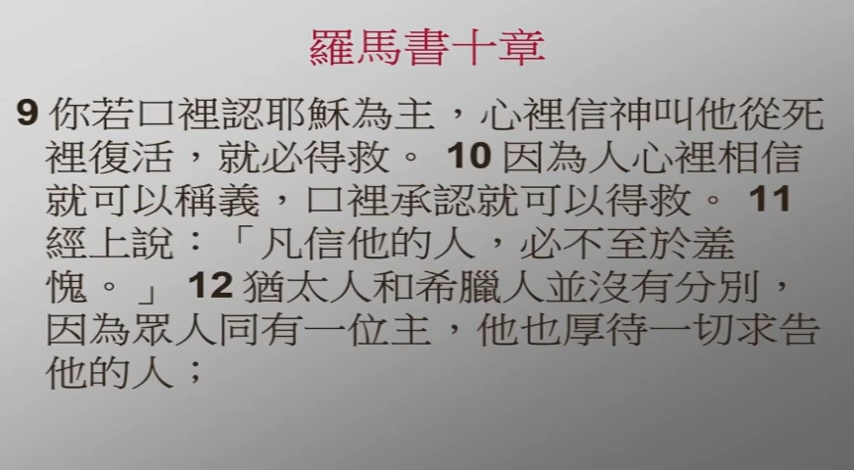 羅馬書十章
9 你若口裡認耶穌為主，心裡信神叫他從死
裡復活，就必得救。 10 因為人心裡相信
就可以稱義，口裡承認就可以得救。 11
經上說：「凡信他的人，必不至於羞
愧。」 12 猶太人和希臘人並沒有分別，
因為眾人同有一位主，他也厚待一切求告
他的人；